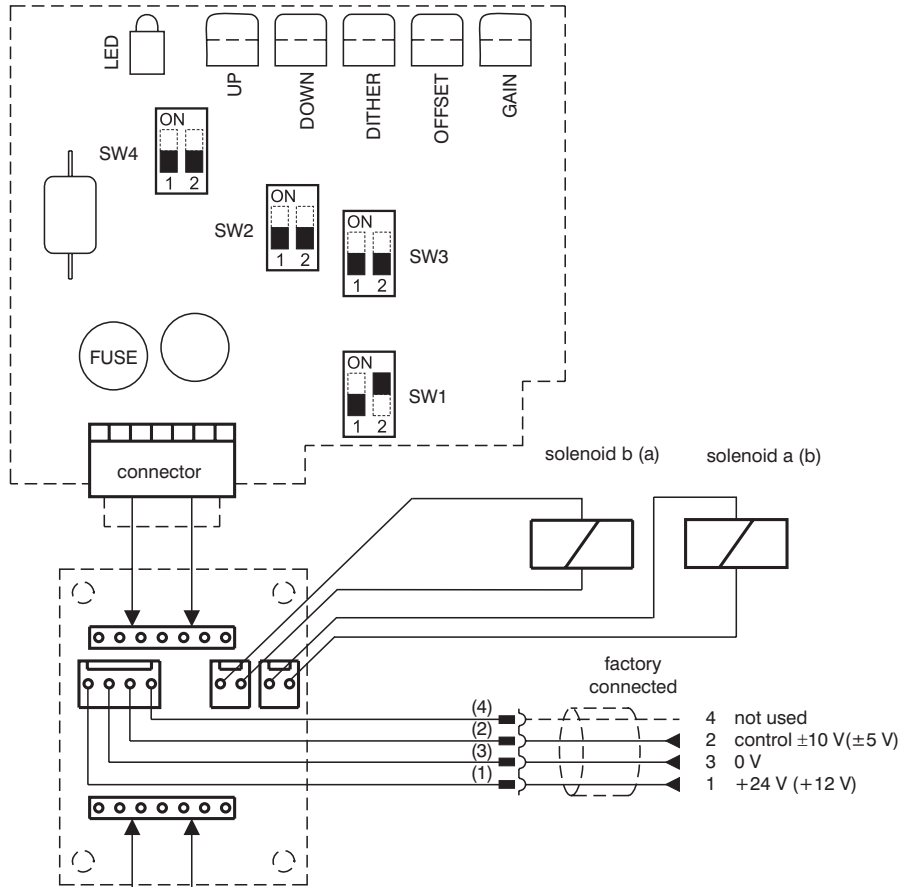 LED
UP
DOWN
DITHER
OFFSET
GAIN
SW4
ON
1 2
SW2
ON
1 2
ON
1 2
SW3
FUSE
ON
1 2
SW1
connector
solenoid b (a)
solenoid a (b)
factory
connected
(4)
4 not used
(2)
2 control ±10 V(±5 V)
(3)
3 0 V
(1)
1 +24 V (+12 V)